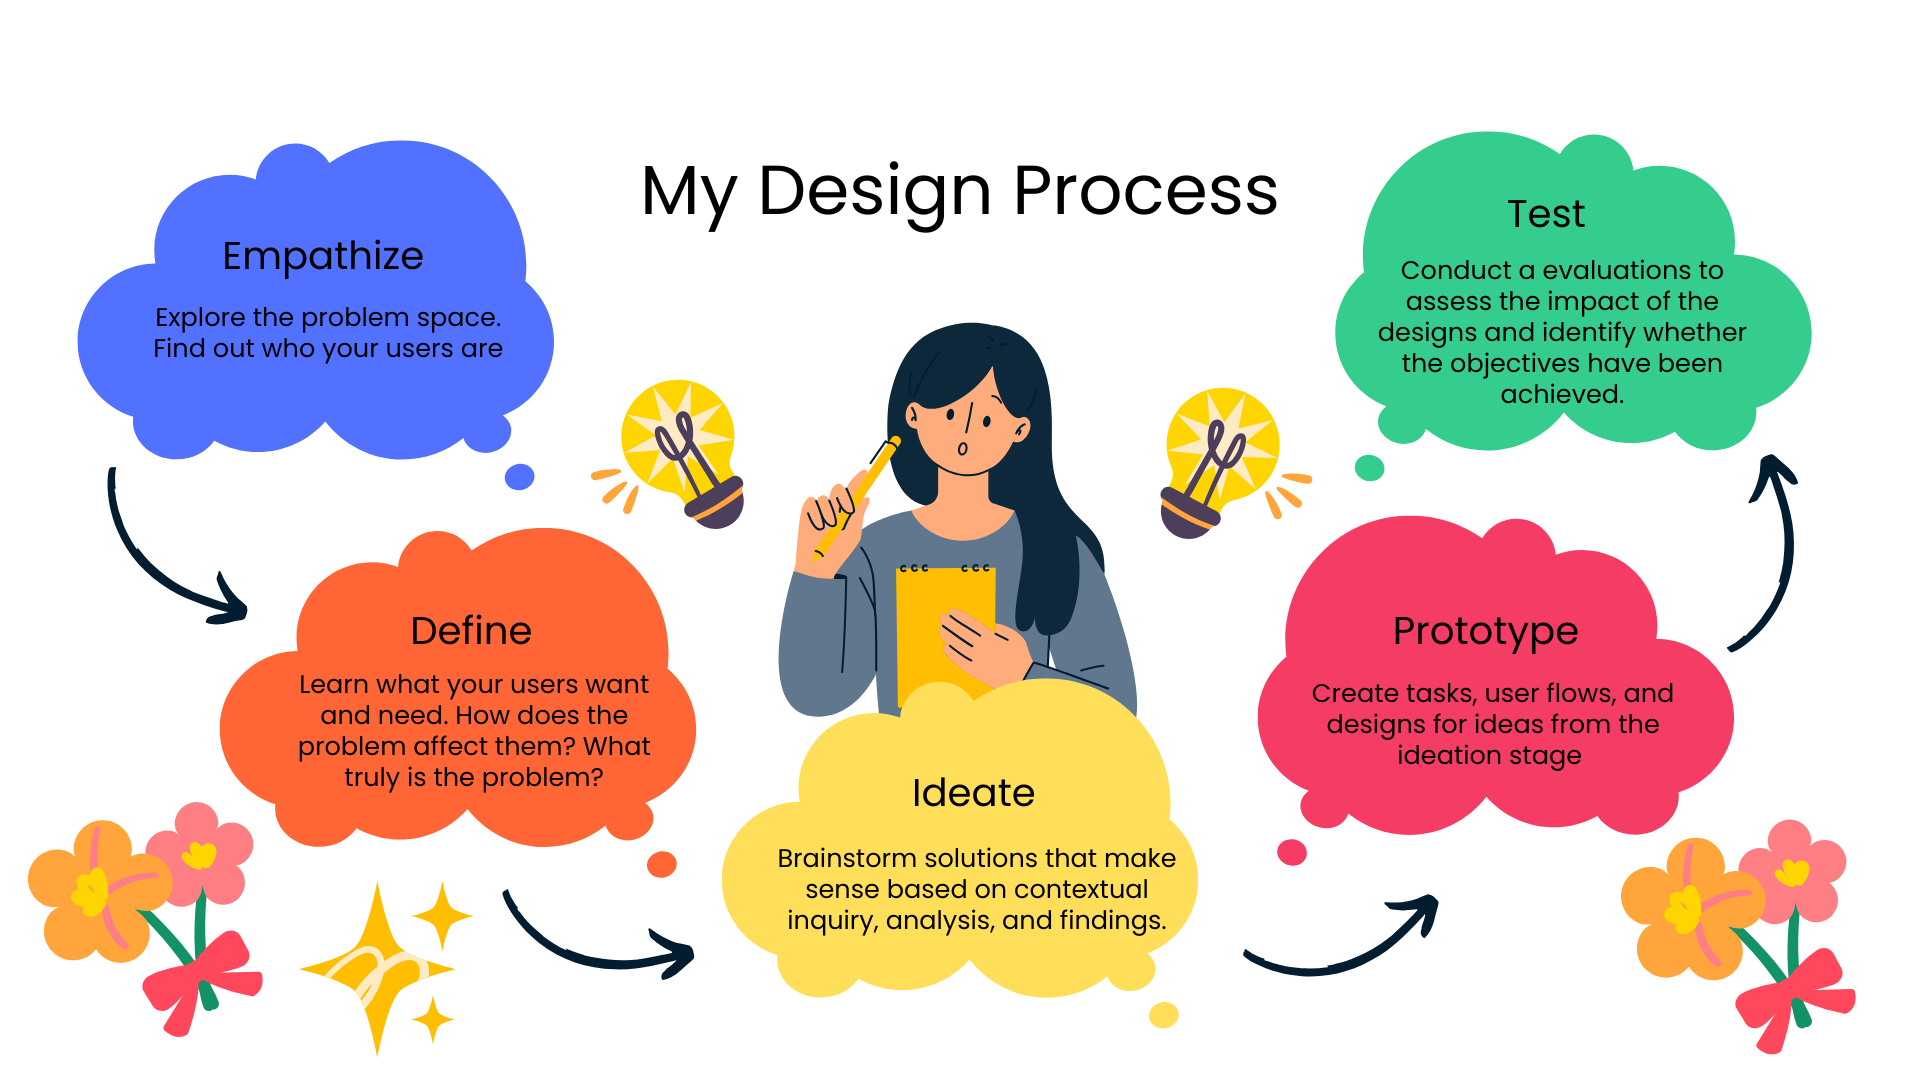 My Design Process
Empathize
Explore the problem space.
Find out who your users are
Define
Learn what your users want
and need. How does the
problem affect them? What
truly is the problem?
Ideate
Brainstorm solutions that make
sense based on contextual
inquiry, analysis, and findings.
Prototype
Create tasks, user flows, and
designs for ideas from the
ideation stage
Test
Conduct a evaluations to
assess the impact of the
designs and identify whether
the objectives have been
achieved.